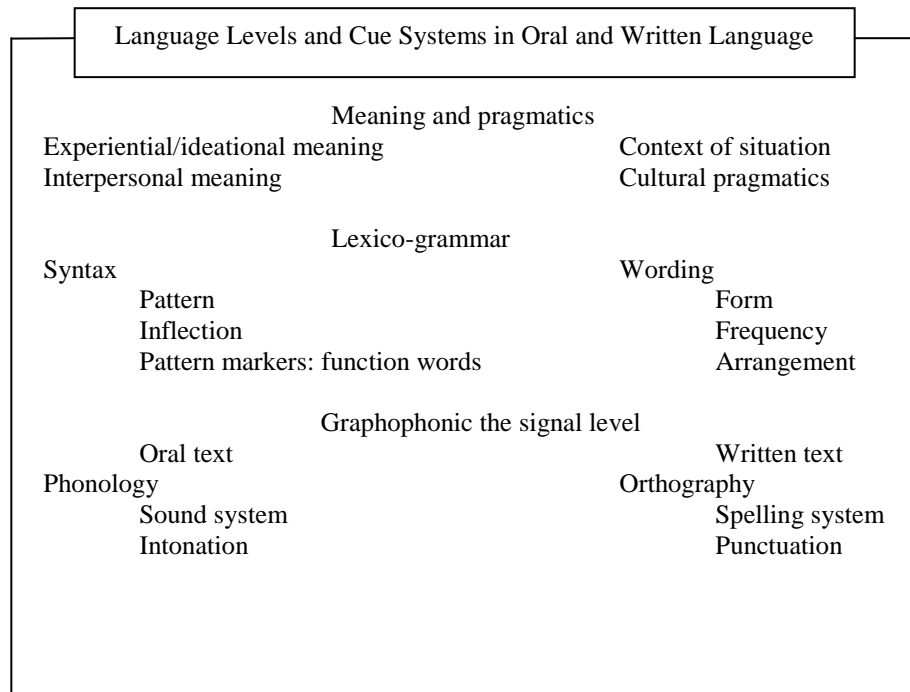 Language Levels and Cue Systems in Oral and Written Language
Meaning and pragmatics
Experiential/ideational meaning Context of situation
Interpersonal meaning Cultural pragmatics
Lexico-grammar
Syntax Wording
Pattern Form
Inflection Frequency
Pattern markers: function words Arrangement
Graphophonic the signal level
Oral text Written text
Phonology Orthography
Sound system Spelling system
Intonation Punctuation